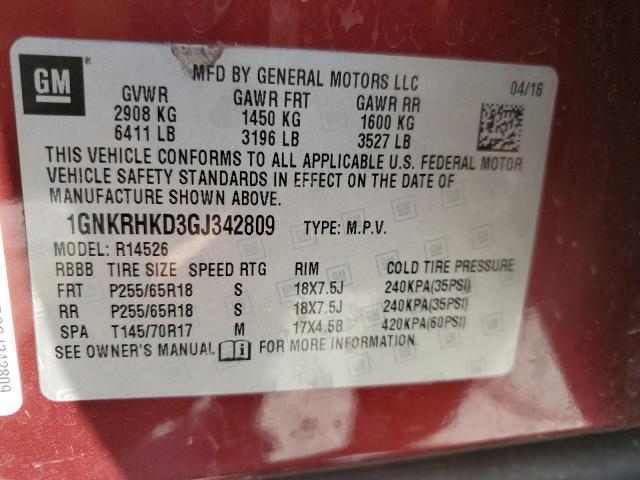 GM ®
MFD BY GENERAL MOTORS LLC
04/16
GVWR GAWR FRT GAWR RR
2908 KG 1450 KG 1600 KG
6411 LB 3196 LB 3527 LB
THIS VEHICLE CONFORMS TO ALL APPLICABLE U.S. FEDERAL MOTOR
VEHICLE SAFETY STANDARDS IN EFFECT ON THE DATE OF
MANUFACTURE SHOWN ABOVE.
1GNKRHKD3GJ342809 TYPE: M.P.V.
MODEL: R14526
RBBB TIRE SIZE SPEED RTG RIM COLD TIRE PRESSURE
FRT P255/65R18 S 18X7.5J 240KPA(35PSI)
RR P255/65R18 S 18X7.5J 240KPA(35PSI)
SPA T145/70R17 M 17X4.5B 420KPA(60PSI)
SEE OWNER'S MANUAL. i FOR MORE INFORMATION.